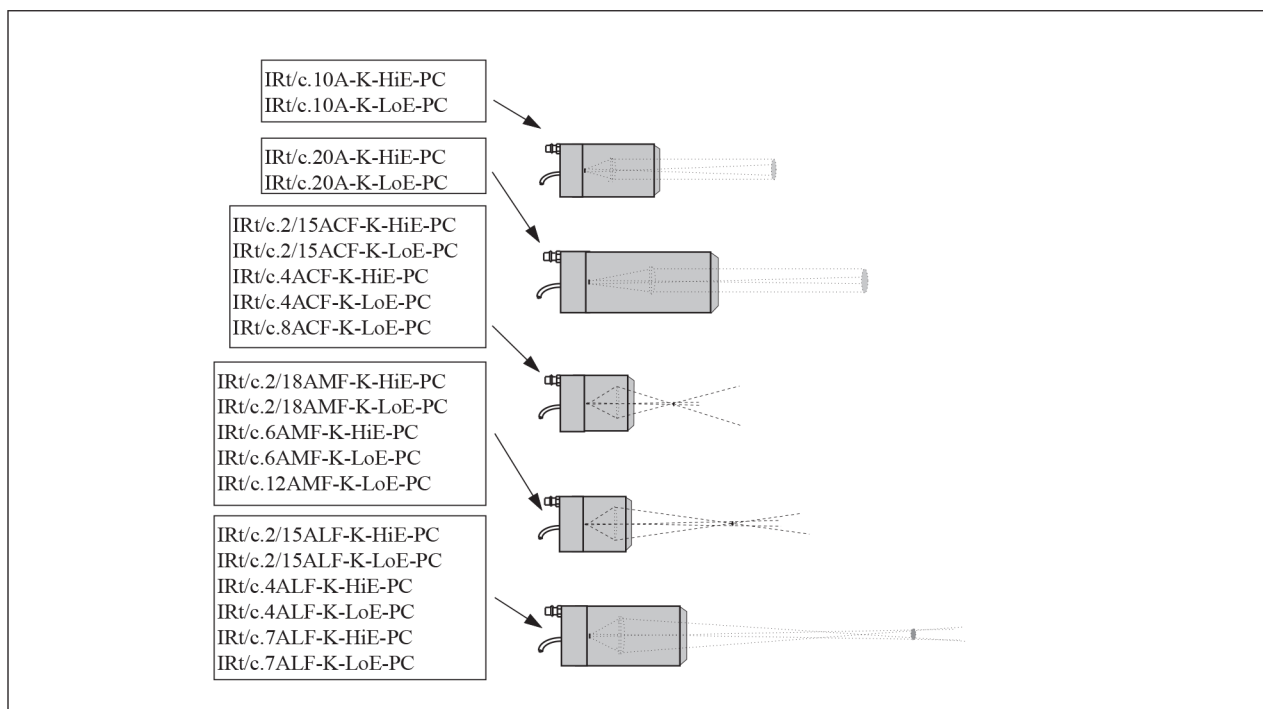 IRt/c.10A-K-HiE-PC
IRt/c.10A-K-LoE-PC
IRt/c.20A-K-HiE-PC
IRt/c.20A-K-LoE-PC
IRt/c.2/15ACF-K-HiE-PC
IRt/c.2/15ACF-K-LoE-PC
IRt/c.4ACF-K-HiE-PC
IRt/c.4ACF-K-LoE-PC
IRt/c.8ACF-K-LoE-PC
IRt/c.2/18AMF-K-HiE-PC
IRt/c.2/18AMF-K-LoE-PC
IRt/c.6AMF-K-HiE-PC
IRt/c.6AMF-K-LoE-PC
IRt/c.12AMF-K-LoE-PC
IRt/c.2/15ALF-K-HiE-PC
IRt/c.2/15ALF-K-LoE-PC
IRt/c.4ALF-K-HiE-PC
IRt/c.4ALF-K-LoE-PC
IRt/c.7ALF-K-HiE-PC
IRt/c.7ALF-K-LoE-PC